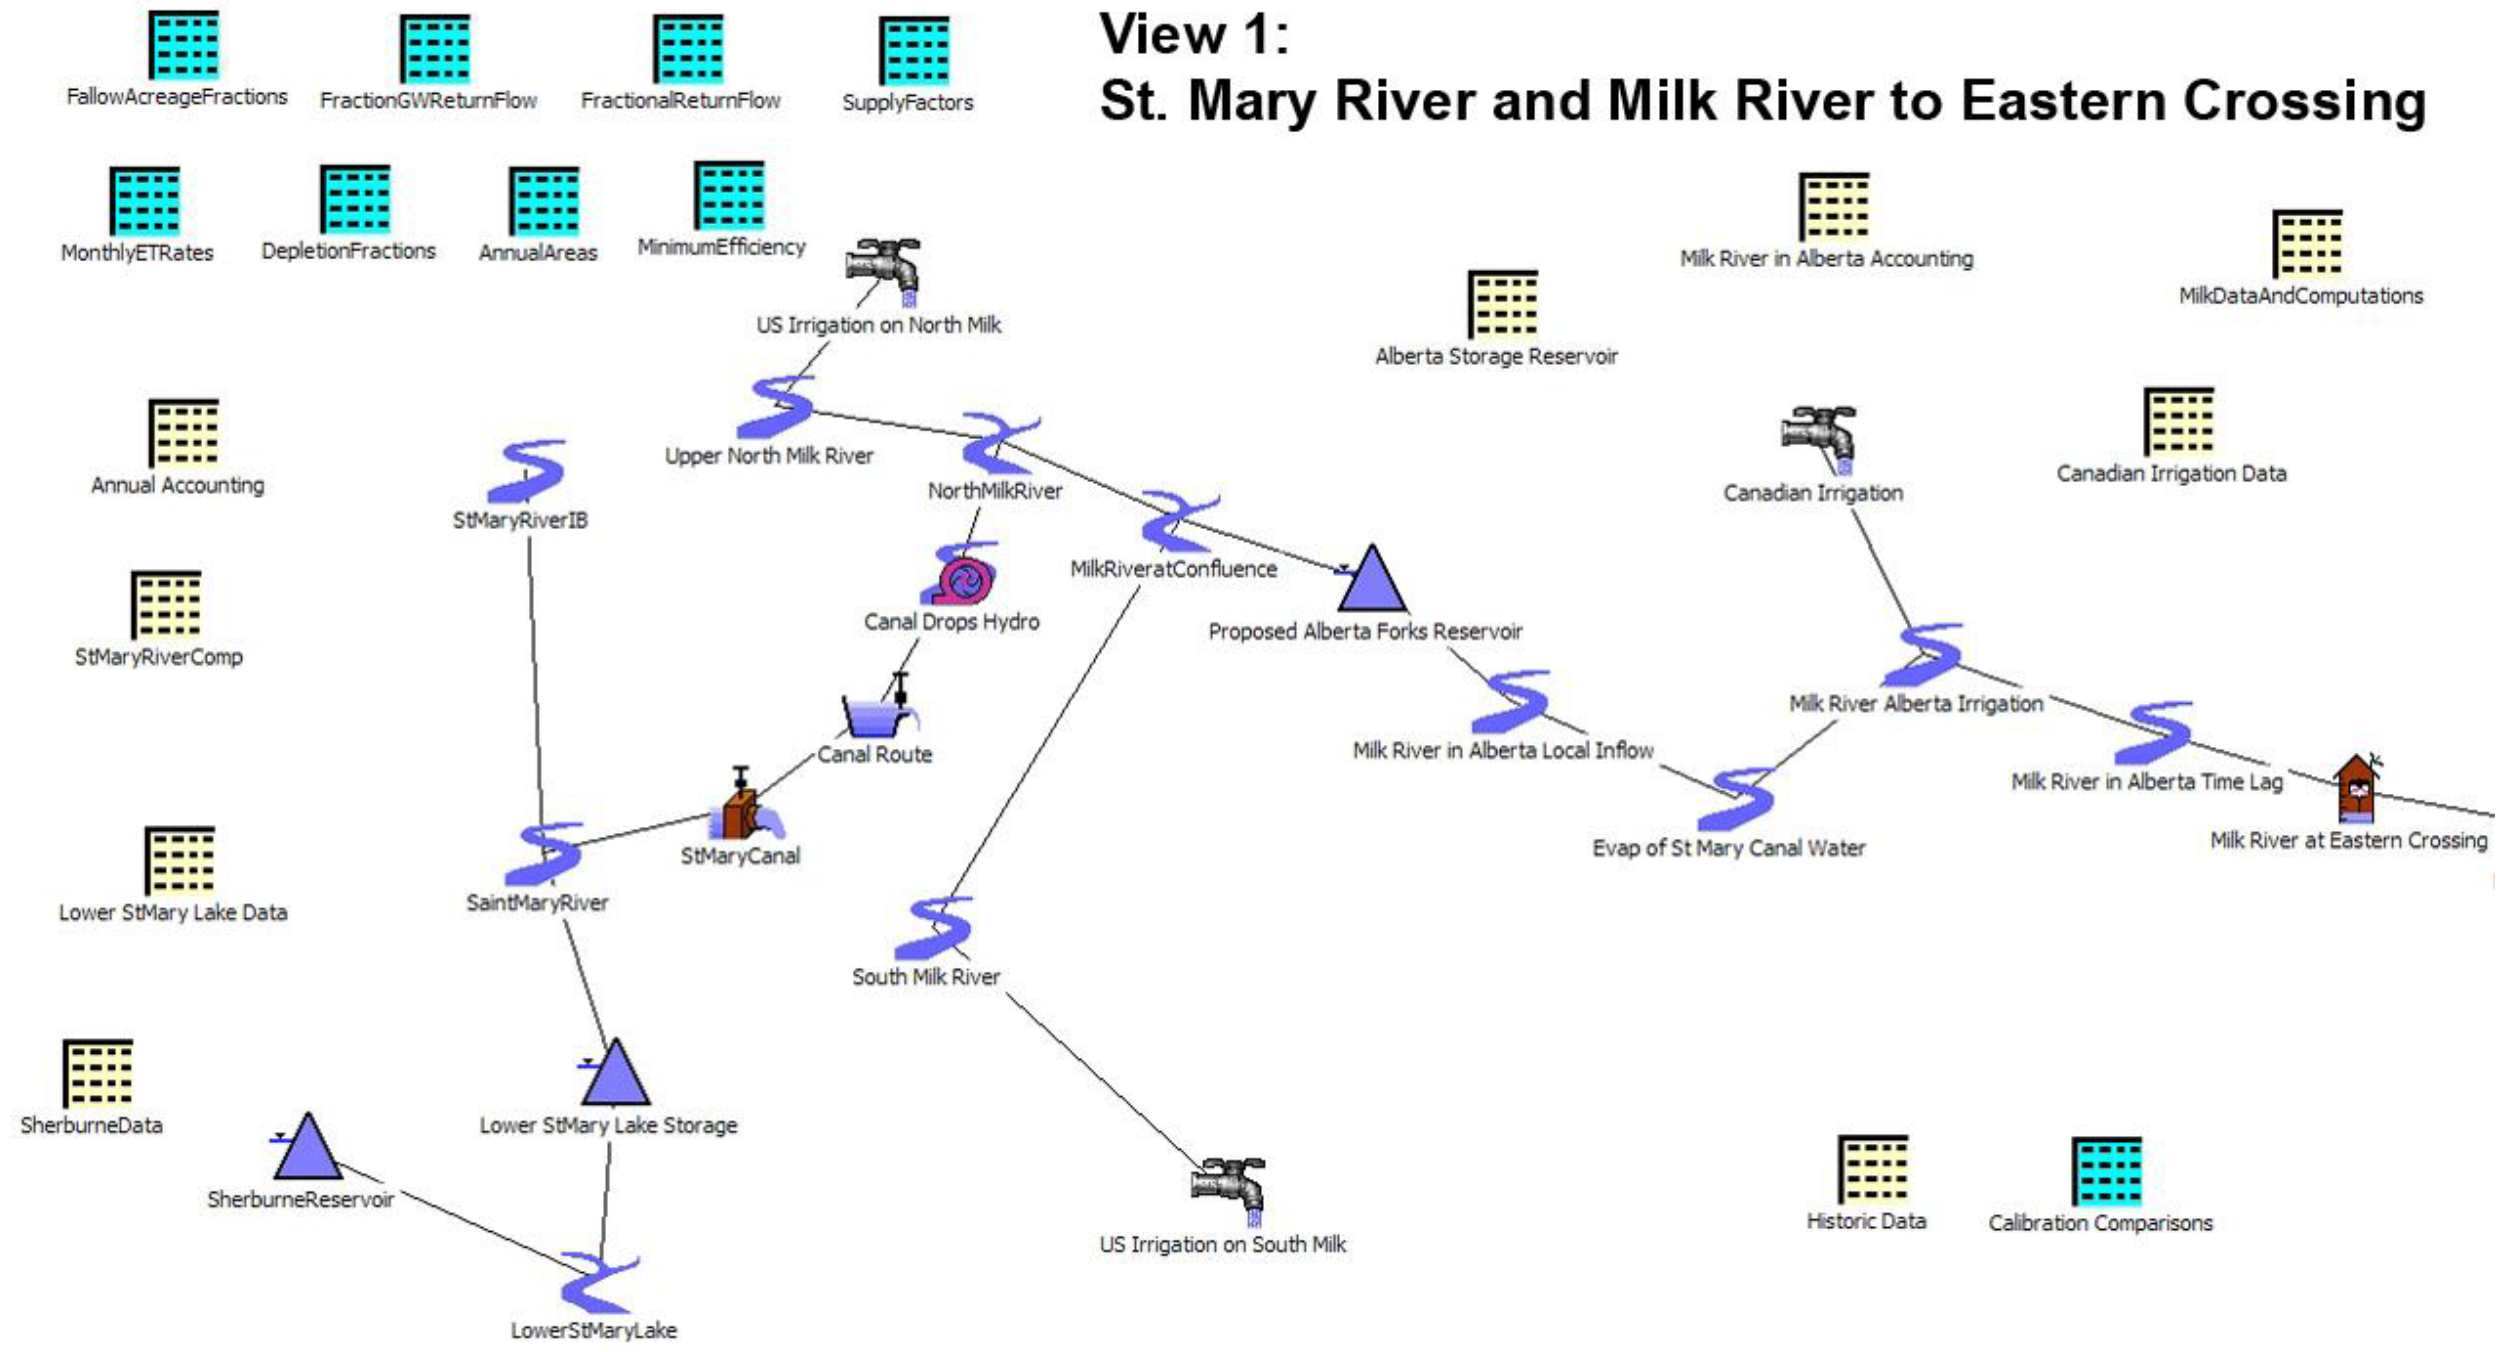 View 1:
St. Mary River and Milk River to Eastern Crossing
FallowAcreageFractions
FractionGWReturnFlow
FractionalReturnFlow
SupplyFactors
MonthlyETRates
DepletionFractions
AnnualAreas
MinimumEfficiency
Milk River in Alberta Accounting
MilkDataAndComputations
US Irrigation on North Milk
Alberta Storage Reservoir
Upper North Milk River
Annual Accounting
StMaryRiverIB
NorthMilkRiver
Canadian Irrigation
Canadian Irrigation Data
MilkRiveratConfluence
Canal Drops Hydro
Proposed Alberta Forks Reservoir
StMaryRiverComp
Milk River Alberta Irrigation
Canal Route
Milk River in Alberta Local Inflow
Milk River in Alberta Time Lag
StMaryCanal
Evap of St Mary Canal Water
Milk River at Eastern Crossing
SaintMaryRiver
Lower StMary Lake Data
South Milk River
SherburneData
Lower StMary Lake Storage
SherburneReservoir
US Irrigation on South Milk
Historic Data
Calibration Comparisons
LowerStMaryLake